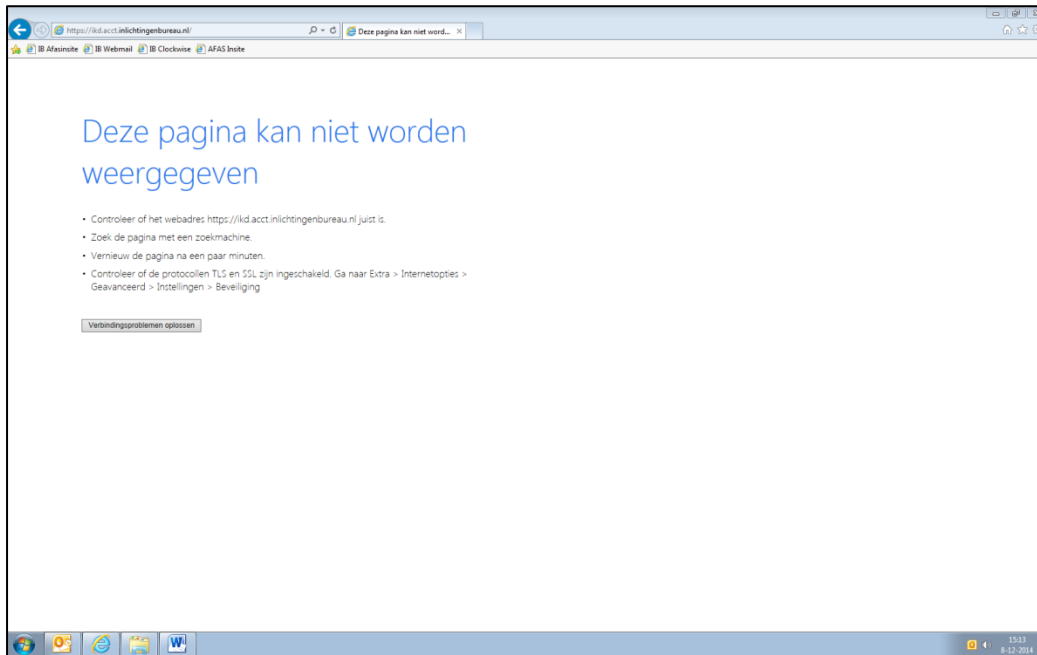 https://ikd.acct.inlichtingenbureau.nl/
Deze pagina kan niet word...
IB Afasinsite IB Webmail IB Clockwise AFAS Insite
Deze pagina kan niet worden
weergegeven
• Controleer of het webadres https://ikd.acct.inlichtingenbureau.nl juist is.
• Zoek de pagina met een zoekmachine.
• Vernieuw de pagina na een paar minuten.
• Controleer of de protocollen TLS en SSL zijn ingeschakeld. Ga naar Extra > Internetopties >
Geavanceerd > Instellingen > Beveiliging
Verbindingsproblemen oplossen
15:13
8-12-2014